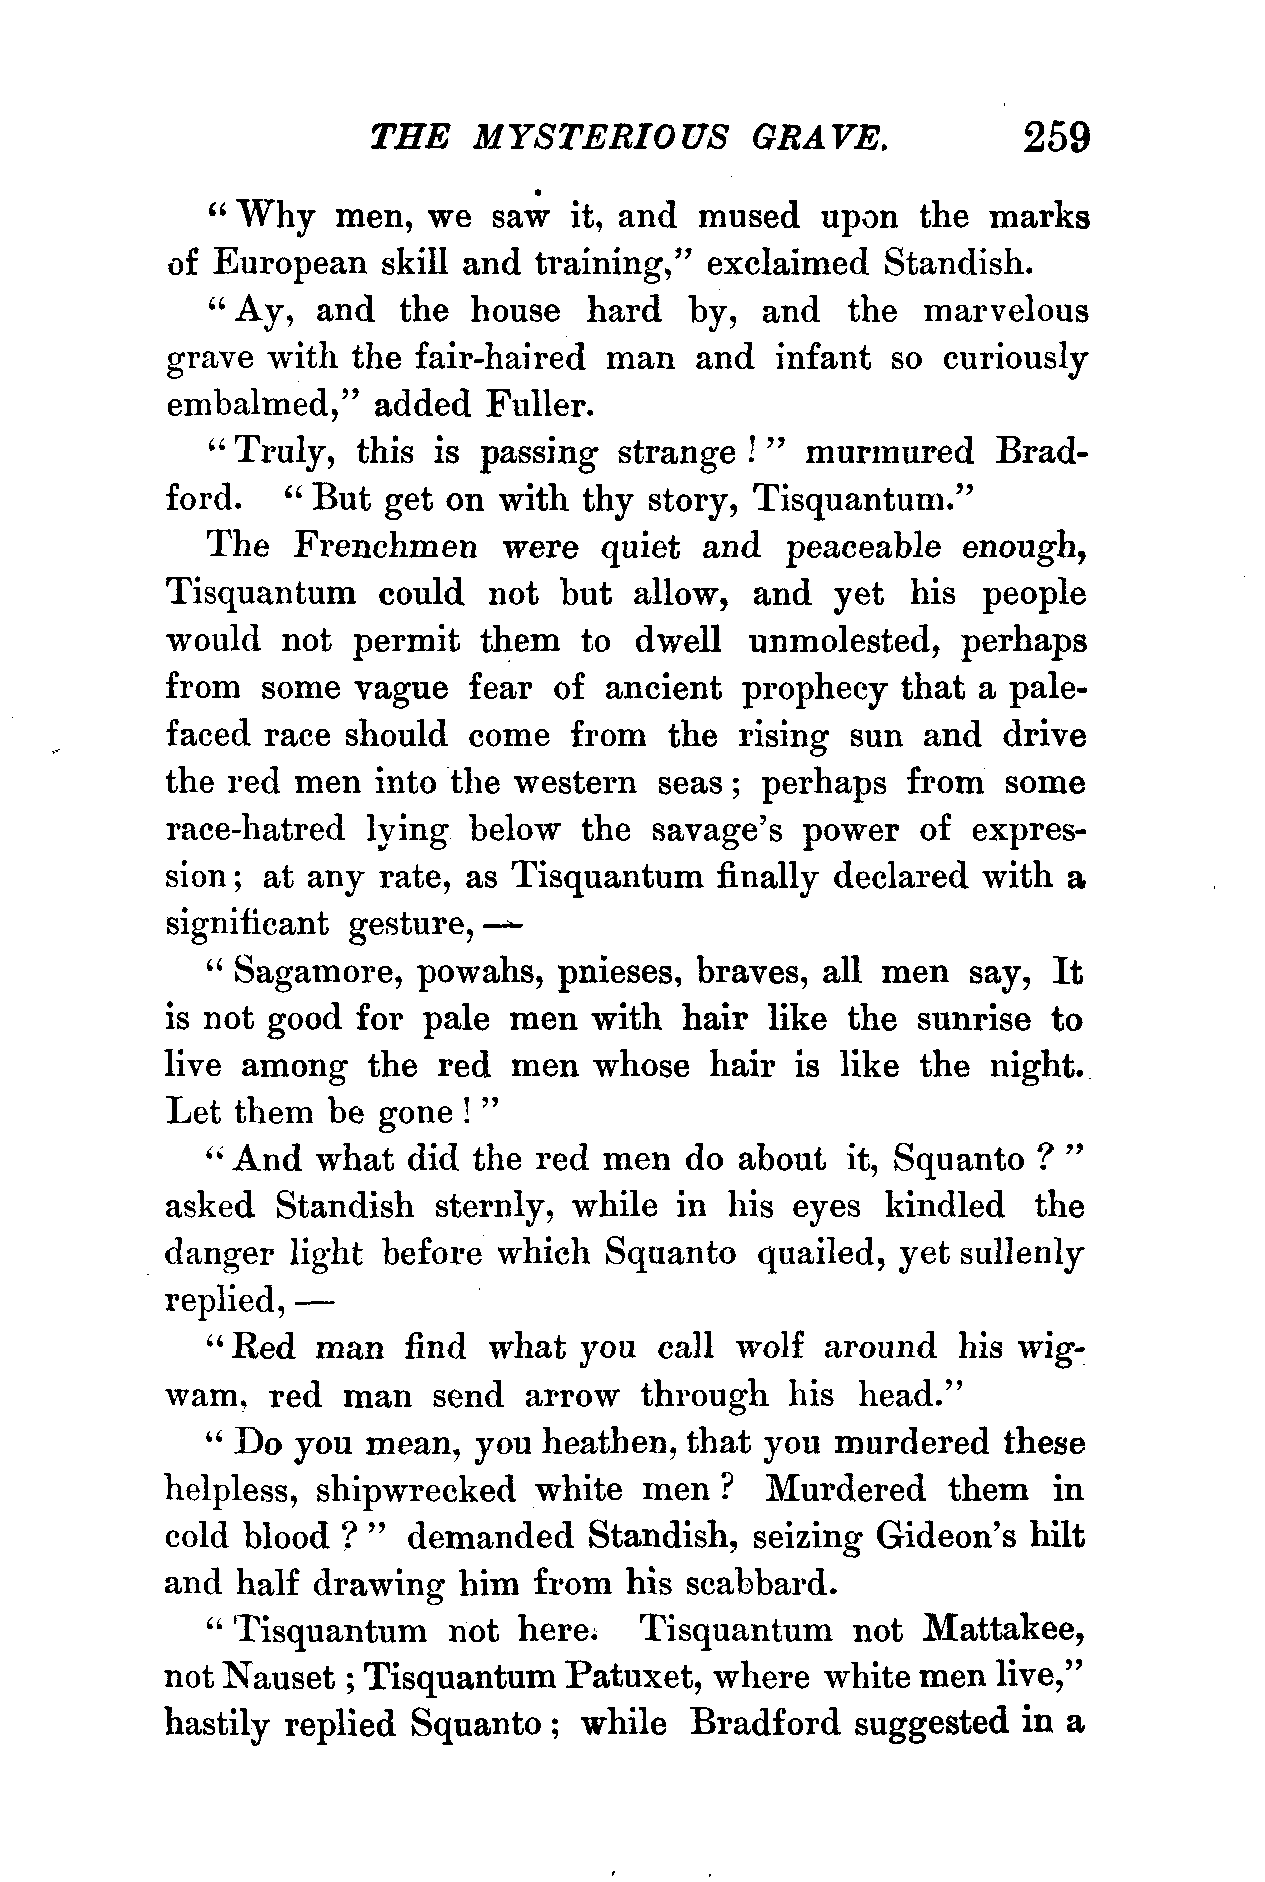 THE MYSTERIOUS GRAVE. 259
“Why men, we saw it, and mused upon the marks
of European skill and training,” exclaimed Standish.
“Ay, and the house hard by, and the marvelous
grave with the fair-haired man and infant so curiously
embalmed,” added Fuller.
“Truly, this is passing strange!” murmured Brad-
ford. “But get on with thy story, Tisquantum.”
The Frenchmen were quiet and peaceable enough,
Tisquantum could not but allow, and yet his people
would not permit them to dwell unmolested, perhaps
from some vague fear of ancient prophecy that a pale-
faced race should come from the rising sun and drive
the red men into the western seas; perhaps from some
race-hatred lying below the savage’s power of expres-
sion; at any rate, as Tisquantum finally declared with a
significant gesture,—
“Sagamore, powahs, pnieses, braves, all men say, It
is not good for pale men with hair like the sunrise to
live among the red men whose hair is like the night.
Let them be gone!”
“And what did the red men do about it, Squanto?”
asked Standish sternly, while in his eyes kindled the
danger light before which Squanto quailed, yet sullenly
replied,—
“Red man find what you call wolf around his wig-
wam, red man send arrow through his head.”
“Do you mean, you heathen, that you murdered these
helpless, shipwrecked white men? Murdered them in
cold blood?” demanded Standish, seizing Gideon’s hilt
and half drawing him from his scabbard.
“Tisquantum not here. Tisquantum not Mattakee,
not Nauset; Tisquantum Patuxet, where white men live,”
hastily replied Squanto; while Bradford suggested in a